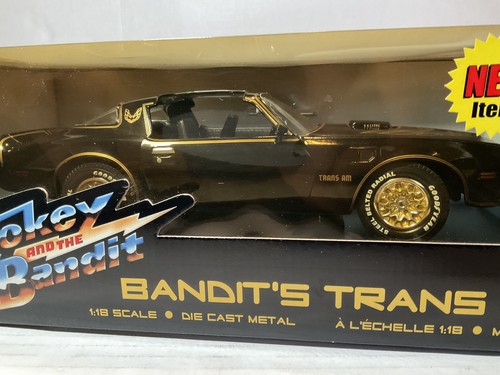 NE
Ite
TRANS AM
STEEL BELTED RADIAL
GOODYEAR
okey
AND THE
Bandit
BANDIT'S TRANS
1:18 SCALE • DIE CAST METAL
À L'ÉCHELLE 1:18 • M